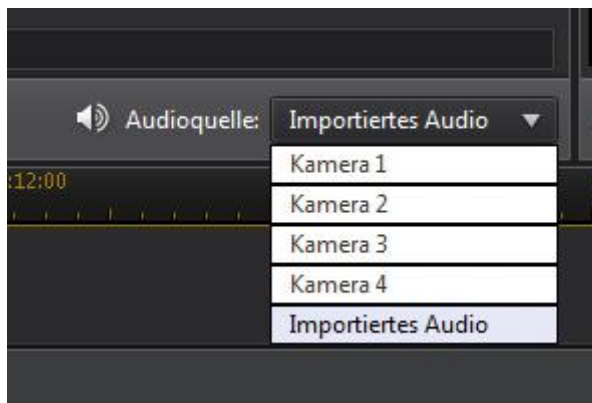 Audioquelle: Importiertes Audio
:12:00
Kamera 1
Kamera 2
Kamera 3
Kamera 4
Importiertes Audio